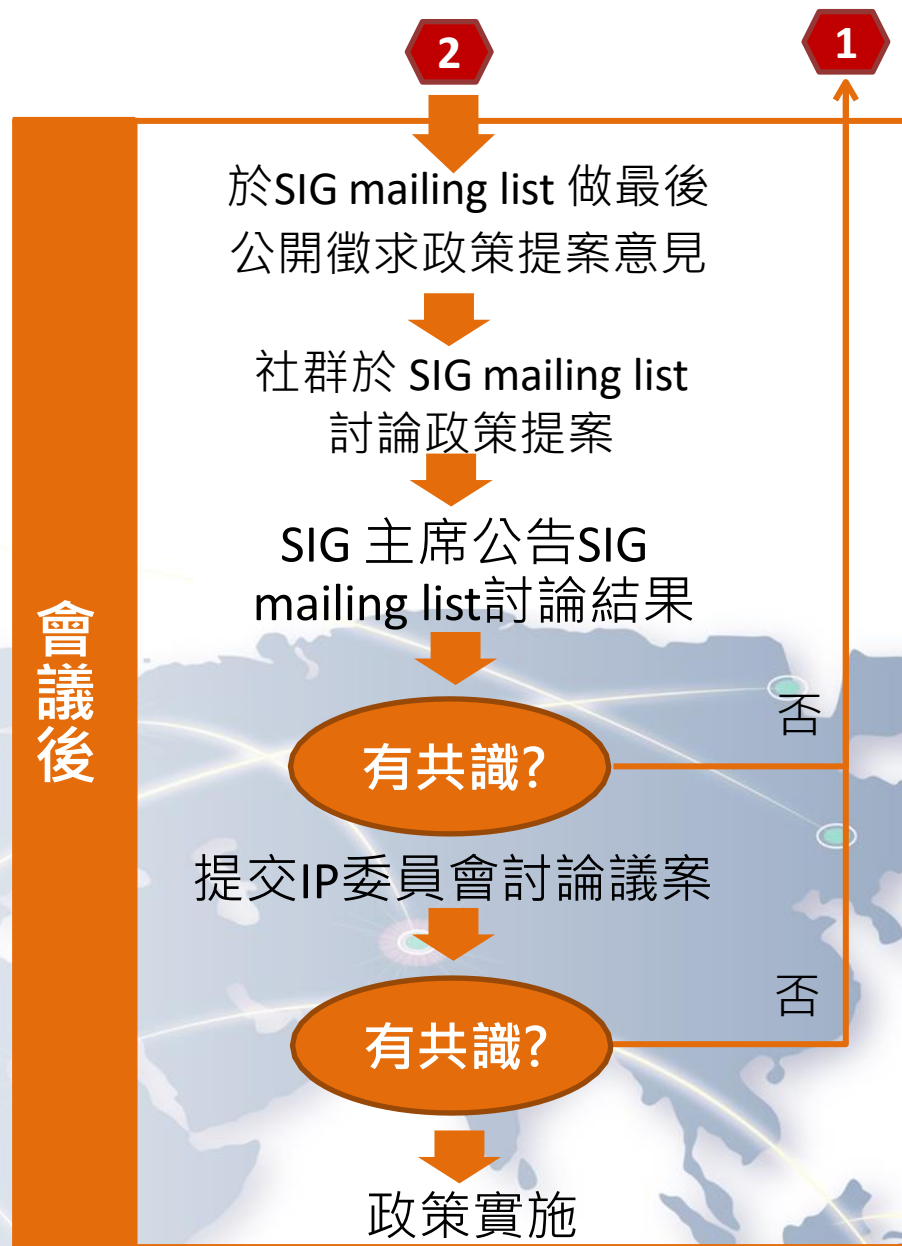 2
1
於SIG mailing list 做最後
公開徵求政策提案意見
社群於 SIG mailing list
討論政策提案
SIG 主席公告SIG
mailing list討論結果
會議後
否
有共識?
提交IP委員會討論議案
否
有共識?
政策實施